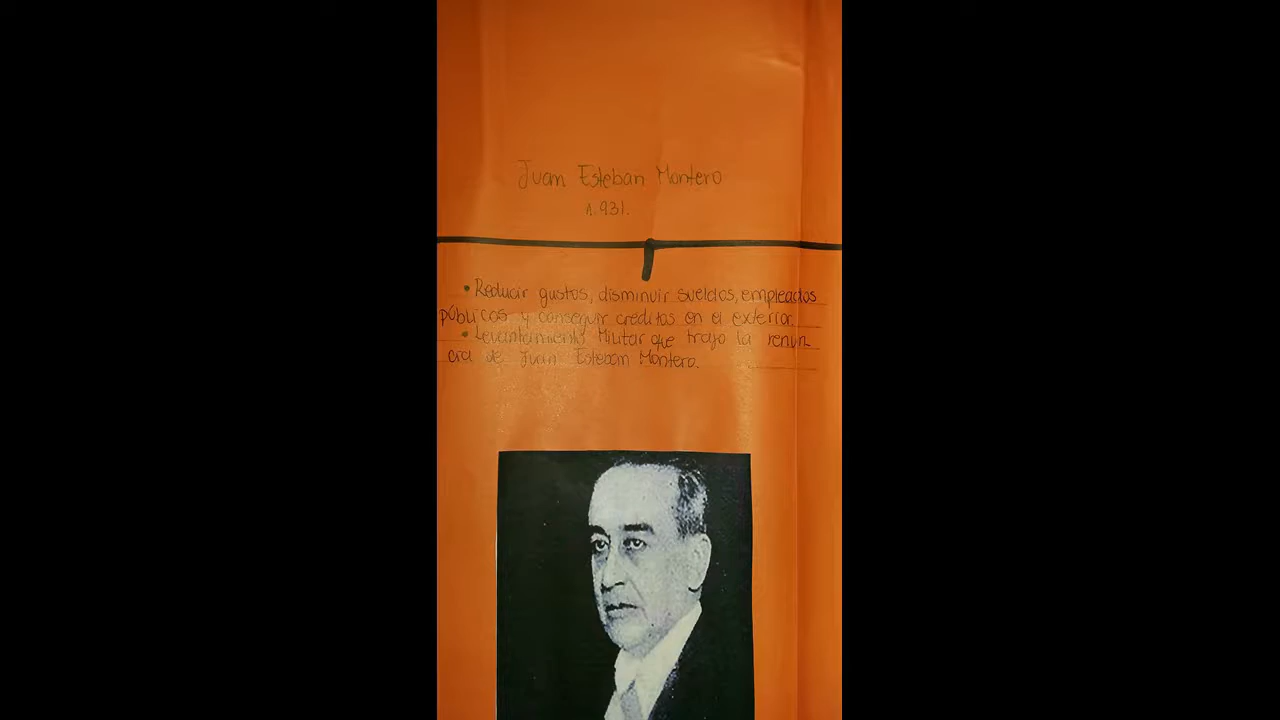 Juan Esteban Montero
1.931.
• Reducir gastos, disminuir sueldos, empleados
públicos y conseguir créditos en el exterior.
• Levantamiento Militar que trajo la renun
cia de Juan Esteban Montero.